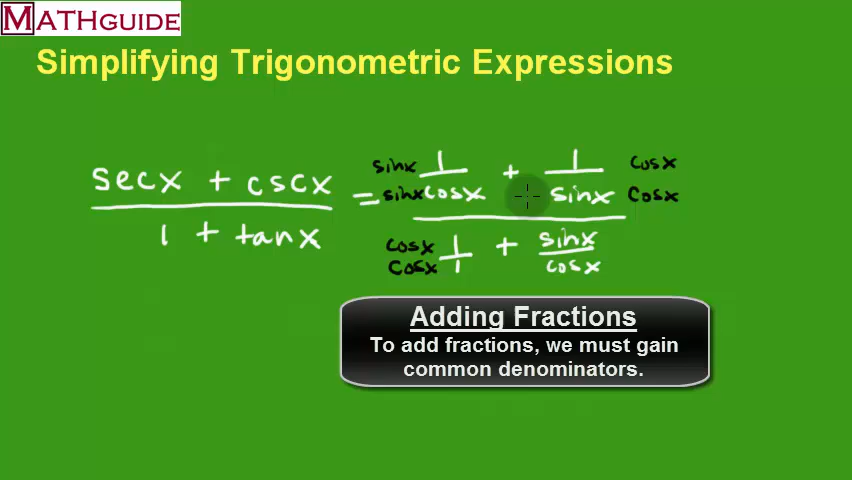 MATHGUIDE
Simplifying Trigonometric Expressions
secx + cscx
1 + tanx
=
sinx 1 + 1 cosx
sinx cosx sinx cosx
cosx 1 + sinx
cosx 1 cosx
Adding Fractions
To add fractions, we must gain
common denominators.